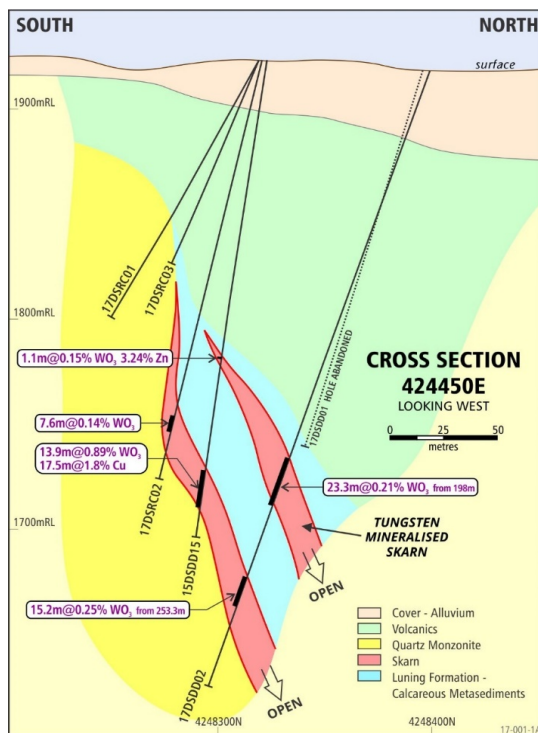 SOUTH
NORTH
surface
1900mRL
17DSRC01
17DSRC03
1800mRL
1.1m@0.15% WO₃ 3.24% Zn
17DSDD01 HOLE ABANDONED
CROSS SECTION
424450E
LOOKING WEST
0 25 50
metres
7.6m@0.14% WO₃
13.9m@0.89% WO₃
17.5m@1.8% Cu
17DSRC02
23.3m@0.21% WO₃ from 198m
1700mRL
15DSDD15
TUNGSTEN
MINERALISED
SKARN
OPEN
15.2m@0.25% WO₃ from 253.3m
17DSDD02
OPEN
Cover - Alluvium
Volcanics
Quartz Monzonite
Skarn
Luning Formation -
Calcareous Metasediments
4248300N
4248400N
17-001-1A